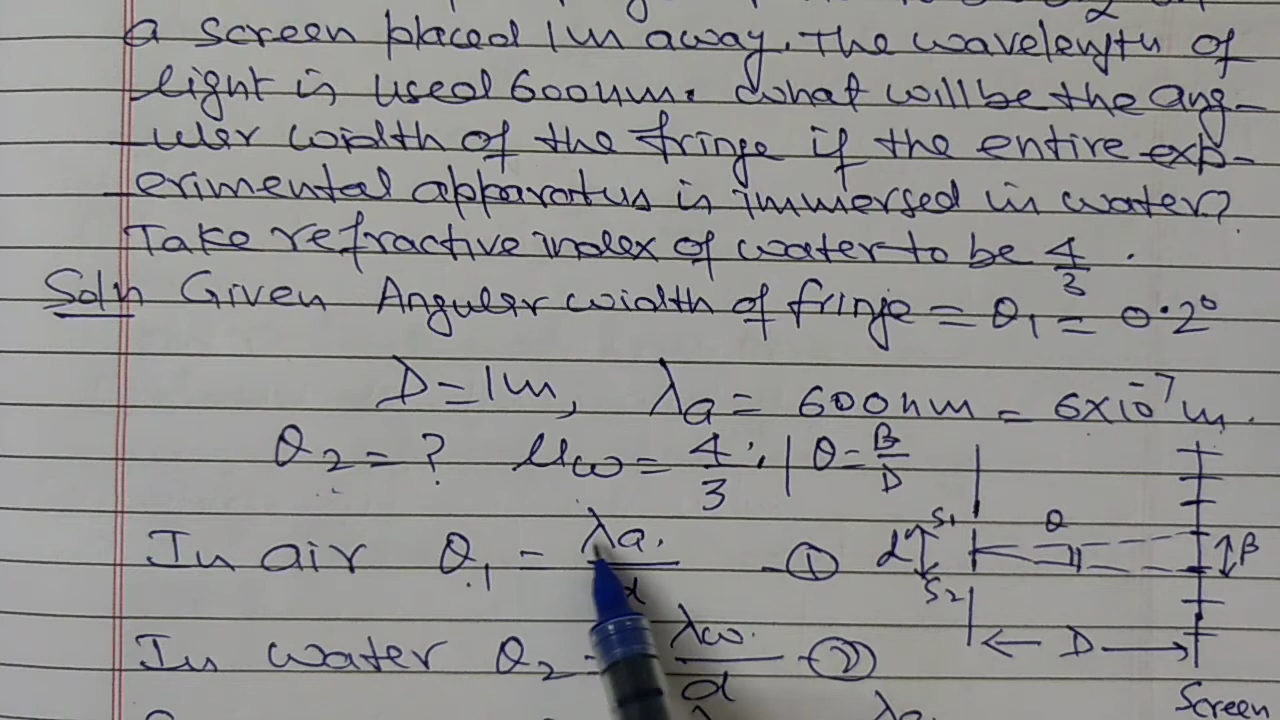 a screen placed 1m away. The wavelength of
light is used 600nm. What will be the ang-
ular width of the fringe if the entire exp-
erimental apparatus is immersed in water?
Take refractive index of water to be 4/3.
Soln Given Angular width of fringe = θ₁ = 0.2°
D = 1m, λa = 600nm = 6×10⁻⁷ m.
θ₂ = ? μω = 4/3, | θ = β/D
In air θ₁ = λa/d — ①
S₁
d
S₂
θ
β
D
Screen
In water θ₂ = λω/d — ②